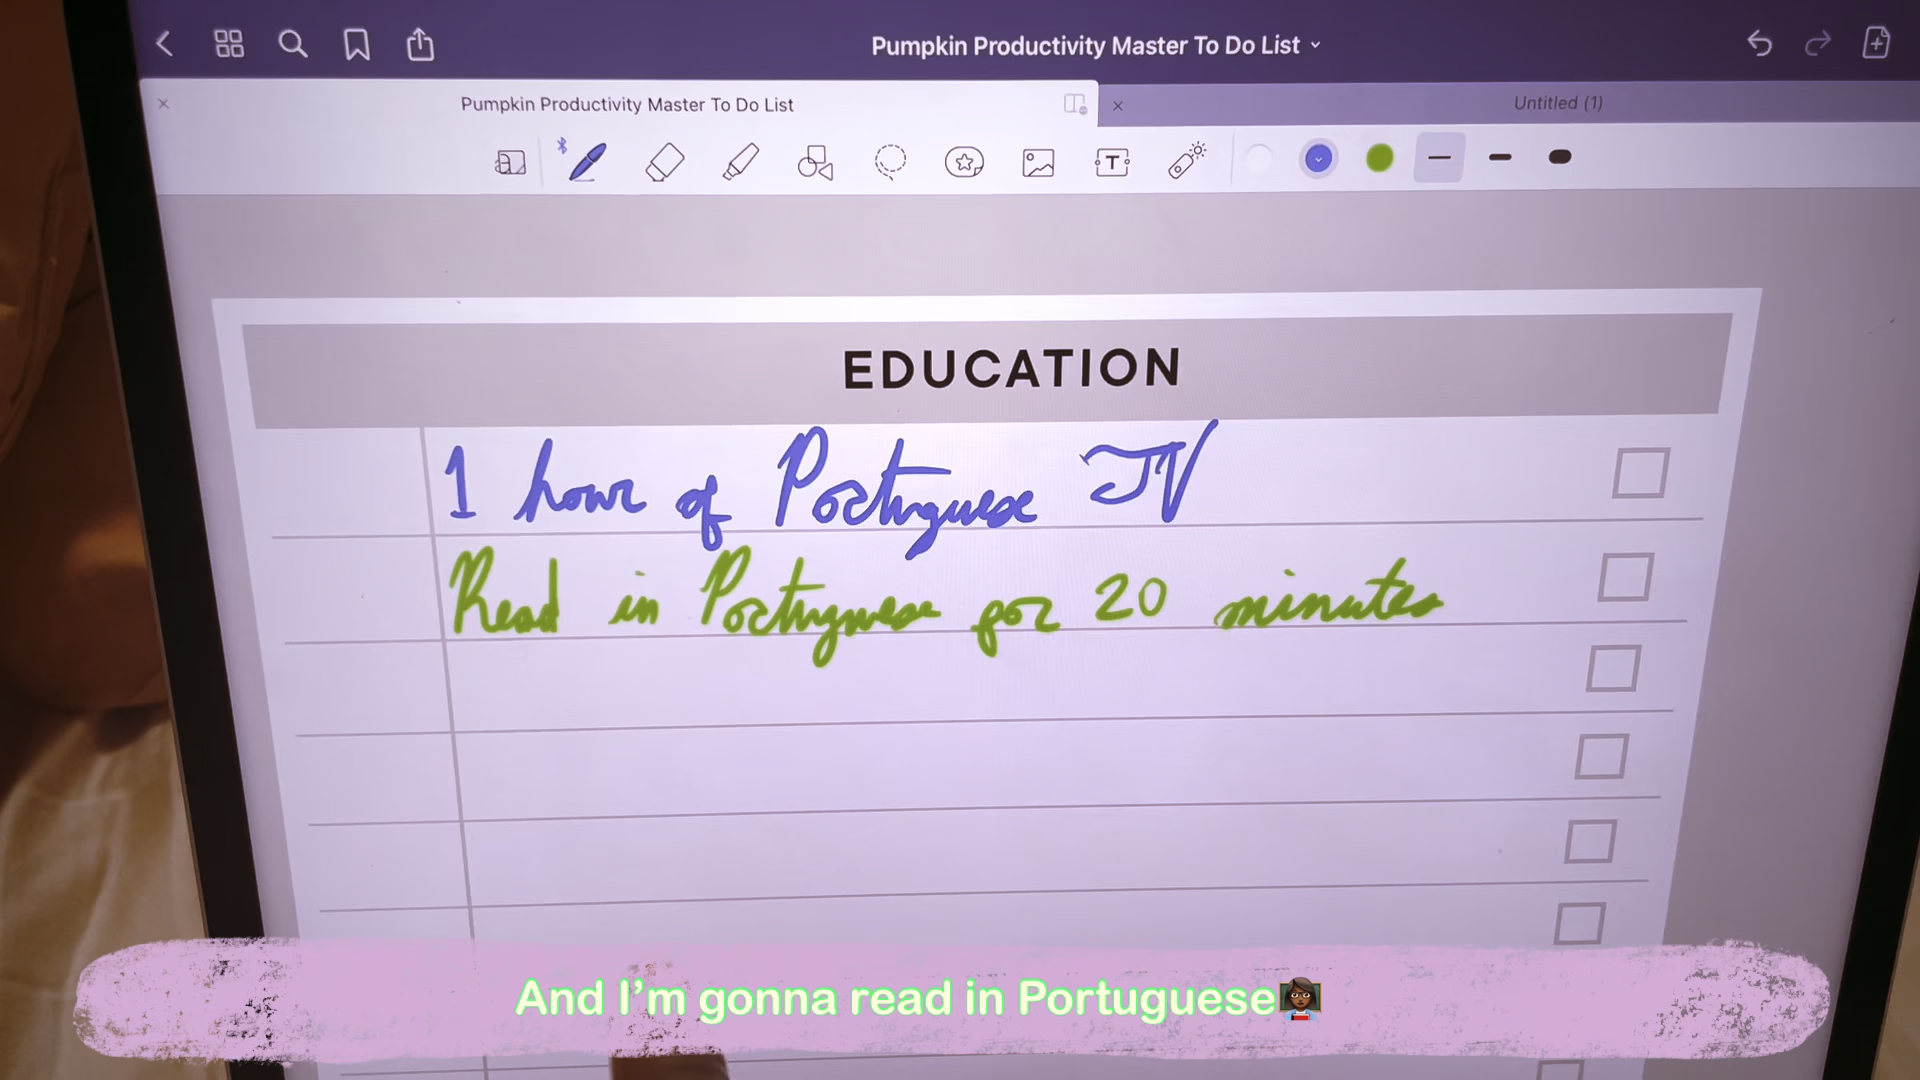 Pumpkin Productivity Master To Do List
Pumpkin Productivity Master To Do List
Untitled (1)
EDUCATION
1 hour of Portuguese TV
Read in Portuguese for 20 minutes
And I’m gonna read in Portuguese👩🏾‍🏫